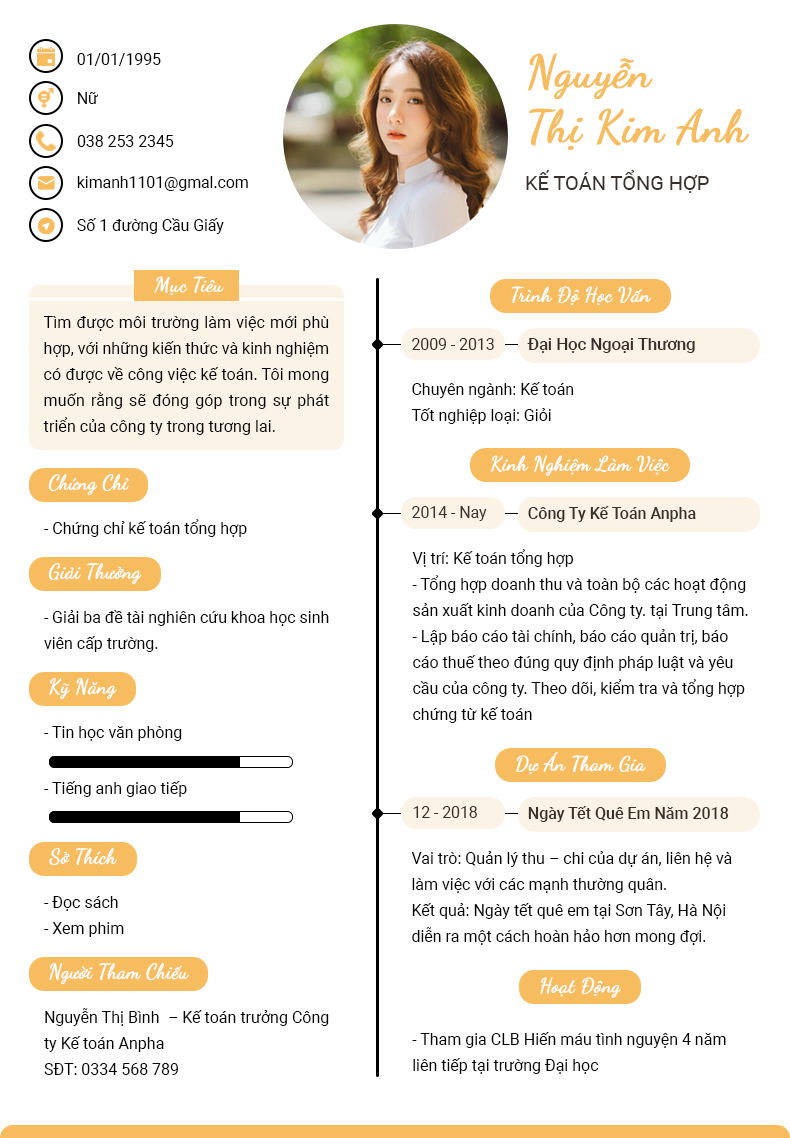 01/01/1995
Nữ
038 253 2345
kimanh1101@gmal.com
Số 1 đường Cầu Giấy
Nguyễn
Thị Kim Anh
KẾ TOÁN TỔNG HỢP
Mục Tiêu
Tìm được môi trường làm việc mới phù
hợp, với những kiến thức và kinh nghiệm
có được về công việc kế toán. Tôi mong
muốn rằng sẽ đóng góp trong sự phát
triển của công ty trong tương lai.
Chứng Chỉ
- Chứng chỉ kế toán tổng hợp
Giải Thưởng
- Giải ba đề tài nghiên cứu khoa học sinh
viên cấp trường.
Kỹ Năng
- Tin học văn phòng
- Tiếng anh giao tiếp
Sở Thích
- Đọc sách
- Xem phim
Người Tham Chiếu
Nguyễn Thị Bình – Kế toán trưởng Công
ty Kế toán Anpha
SĐT: 0334 568 789
Trình Độ Học Vấn
2009 - 2013 Đại Học Ngoại Thương
Chuyên ngành: Kế toán
Tốt nghiệp loại: Giỏi
Kinh Nghiệm Làm Việc
2014 - Nay Công Ty Kế Toán Anpha
Vị trí: Kế toán tổng hợp
- Tổng hợp doanh thu và toàn bộ các hoạt động
sản xuất kinh doanh của Công ty. tại Trung tâm.
- Lập báo cáo tài chính, báo cáo quản trị, báo
cáo thuế theo đúng quy định pháp luật và yêu
cầu của công ty. Theo dõi, kiểm tra và tổng hợp
chứng từ kế toán
Dự Án Tham Gia
12 - 2018 Ngày Tết Quê Em Năm 2018
Vai trò: Quản lý thu – chi của dự án, liên hệ và
làm việc với các mạnh thường quân.
Kết quả: Ngày tết quê em tại Sơn Tây, Hà Nội
diễn ra một cách hoàn hảo hơn mong đợi.
Hoạt Động
- Tham gia CLB Hiến máu tình nguyện 4 năm
liên tiếp tại trường Đại học